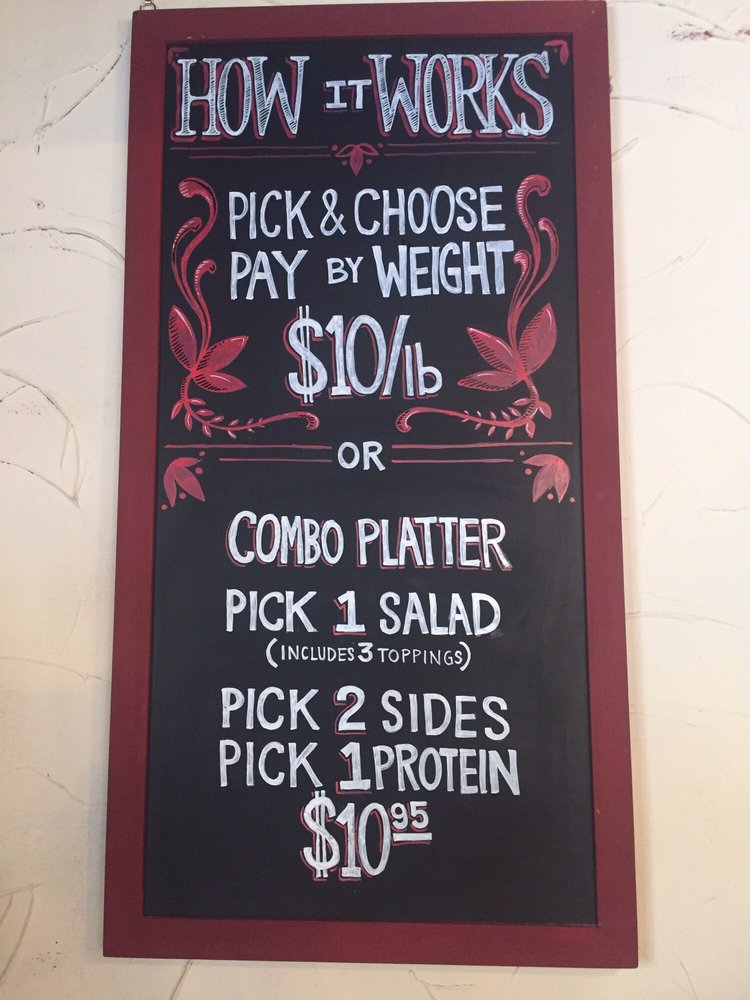 HOW IT WORKS
PICK & CHOOSE
PAY BY WEIGHT
$10/lb
OR
COMBO PLATTER
PICK 1 SALAD
(INCLUDES 3 TOPPINGS)
PICK 2 SIDES
PICK 1 PROTEIN
$10 95